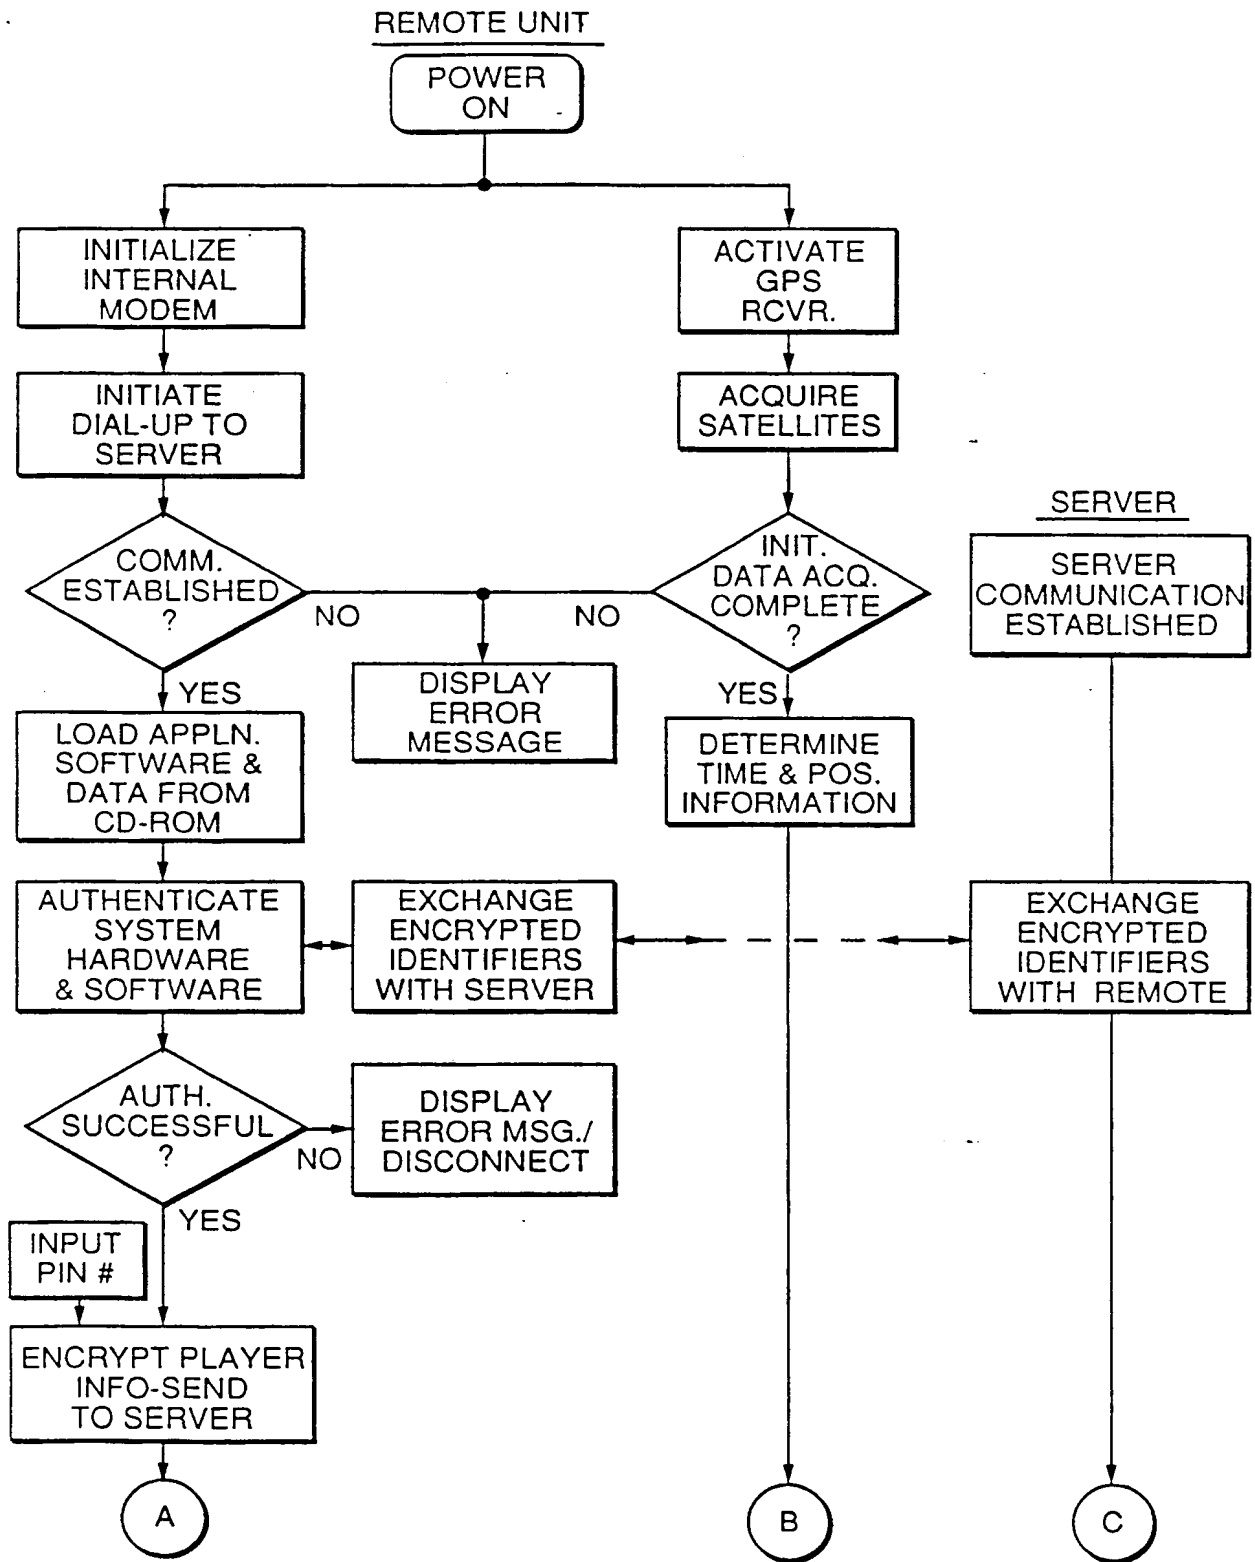 REMOTE UNIT
POWER
ON
INITIALIZE
INTERNAL
MODEM
ACTIVATE
GPS
RCVR.
INITIATE
DIAL-UP TO
SERVER
ACQUIRE
SATELLITES
COMM.
ESTABLISHED
?
NO
NO
INIT.
DATA ACQ.
COMPLETE
?
SERVER
SERVER
COMMUNICATION
ESTABLISHED
YES
DISPLAY
ERROR
MESSAGE
YES
LOAD APPLN.
SOFTWARE &
DATA FROM
CD-ROM
DETERMINE
TIME & POS.
INFORMATION
AUTHENTICATE
SYSTEM
HARDWARE
& SOFTWARE
EXCHANGE
ENCRYPTED
IDENTIFIERS
WITH SERVER
EXCHANGE
ENCRYPTED
IDENTIFIERS
WITH REMOTE
AUTH.
SUCCESSFUL
?
NO
DISPLAY
ERROR MSG./
DISCONNECT
YES
INPUT
PIN #
ENCRYPT PLAYER
INFO-SEND
TO SERVER
A
B
C